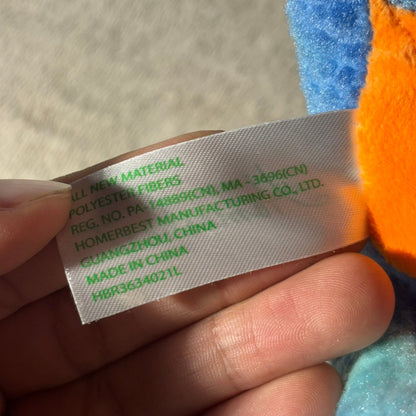 ALL NEW MATERIAL
POLYESTER FIBERS
REG. NO. PA-14889(CN), MA - 3696(CN)
HOMERBEST MANUFACTURING CO., LTD.
GUANGZHOU, CHINA
MADE IN CHINA
HBR3634021L